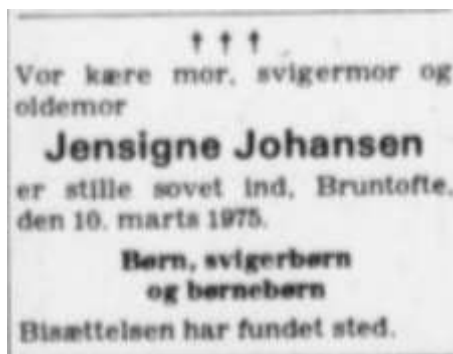 † † †
Vor kære mor, svigermor og
oldemor
Jensigne Johansen
er stille sovet ind, Bruntofte,
den 10. marts 1975.
Børn, svigerbørn
og børnebørn
Bisættelsen har fundet sted.